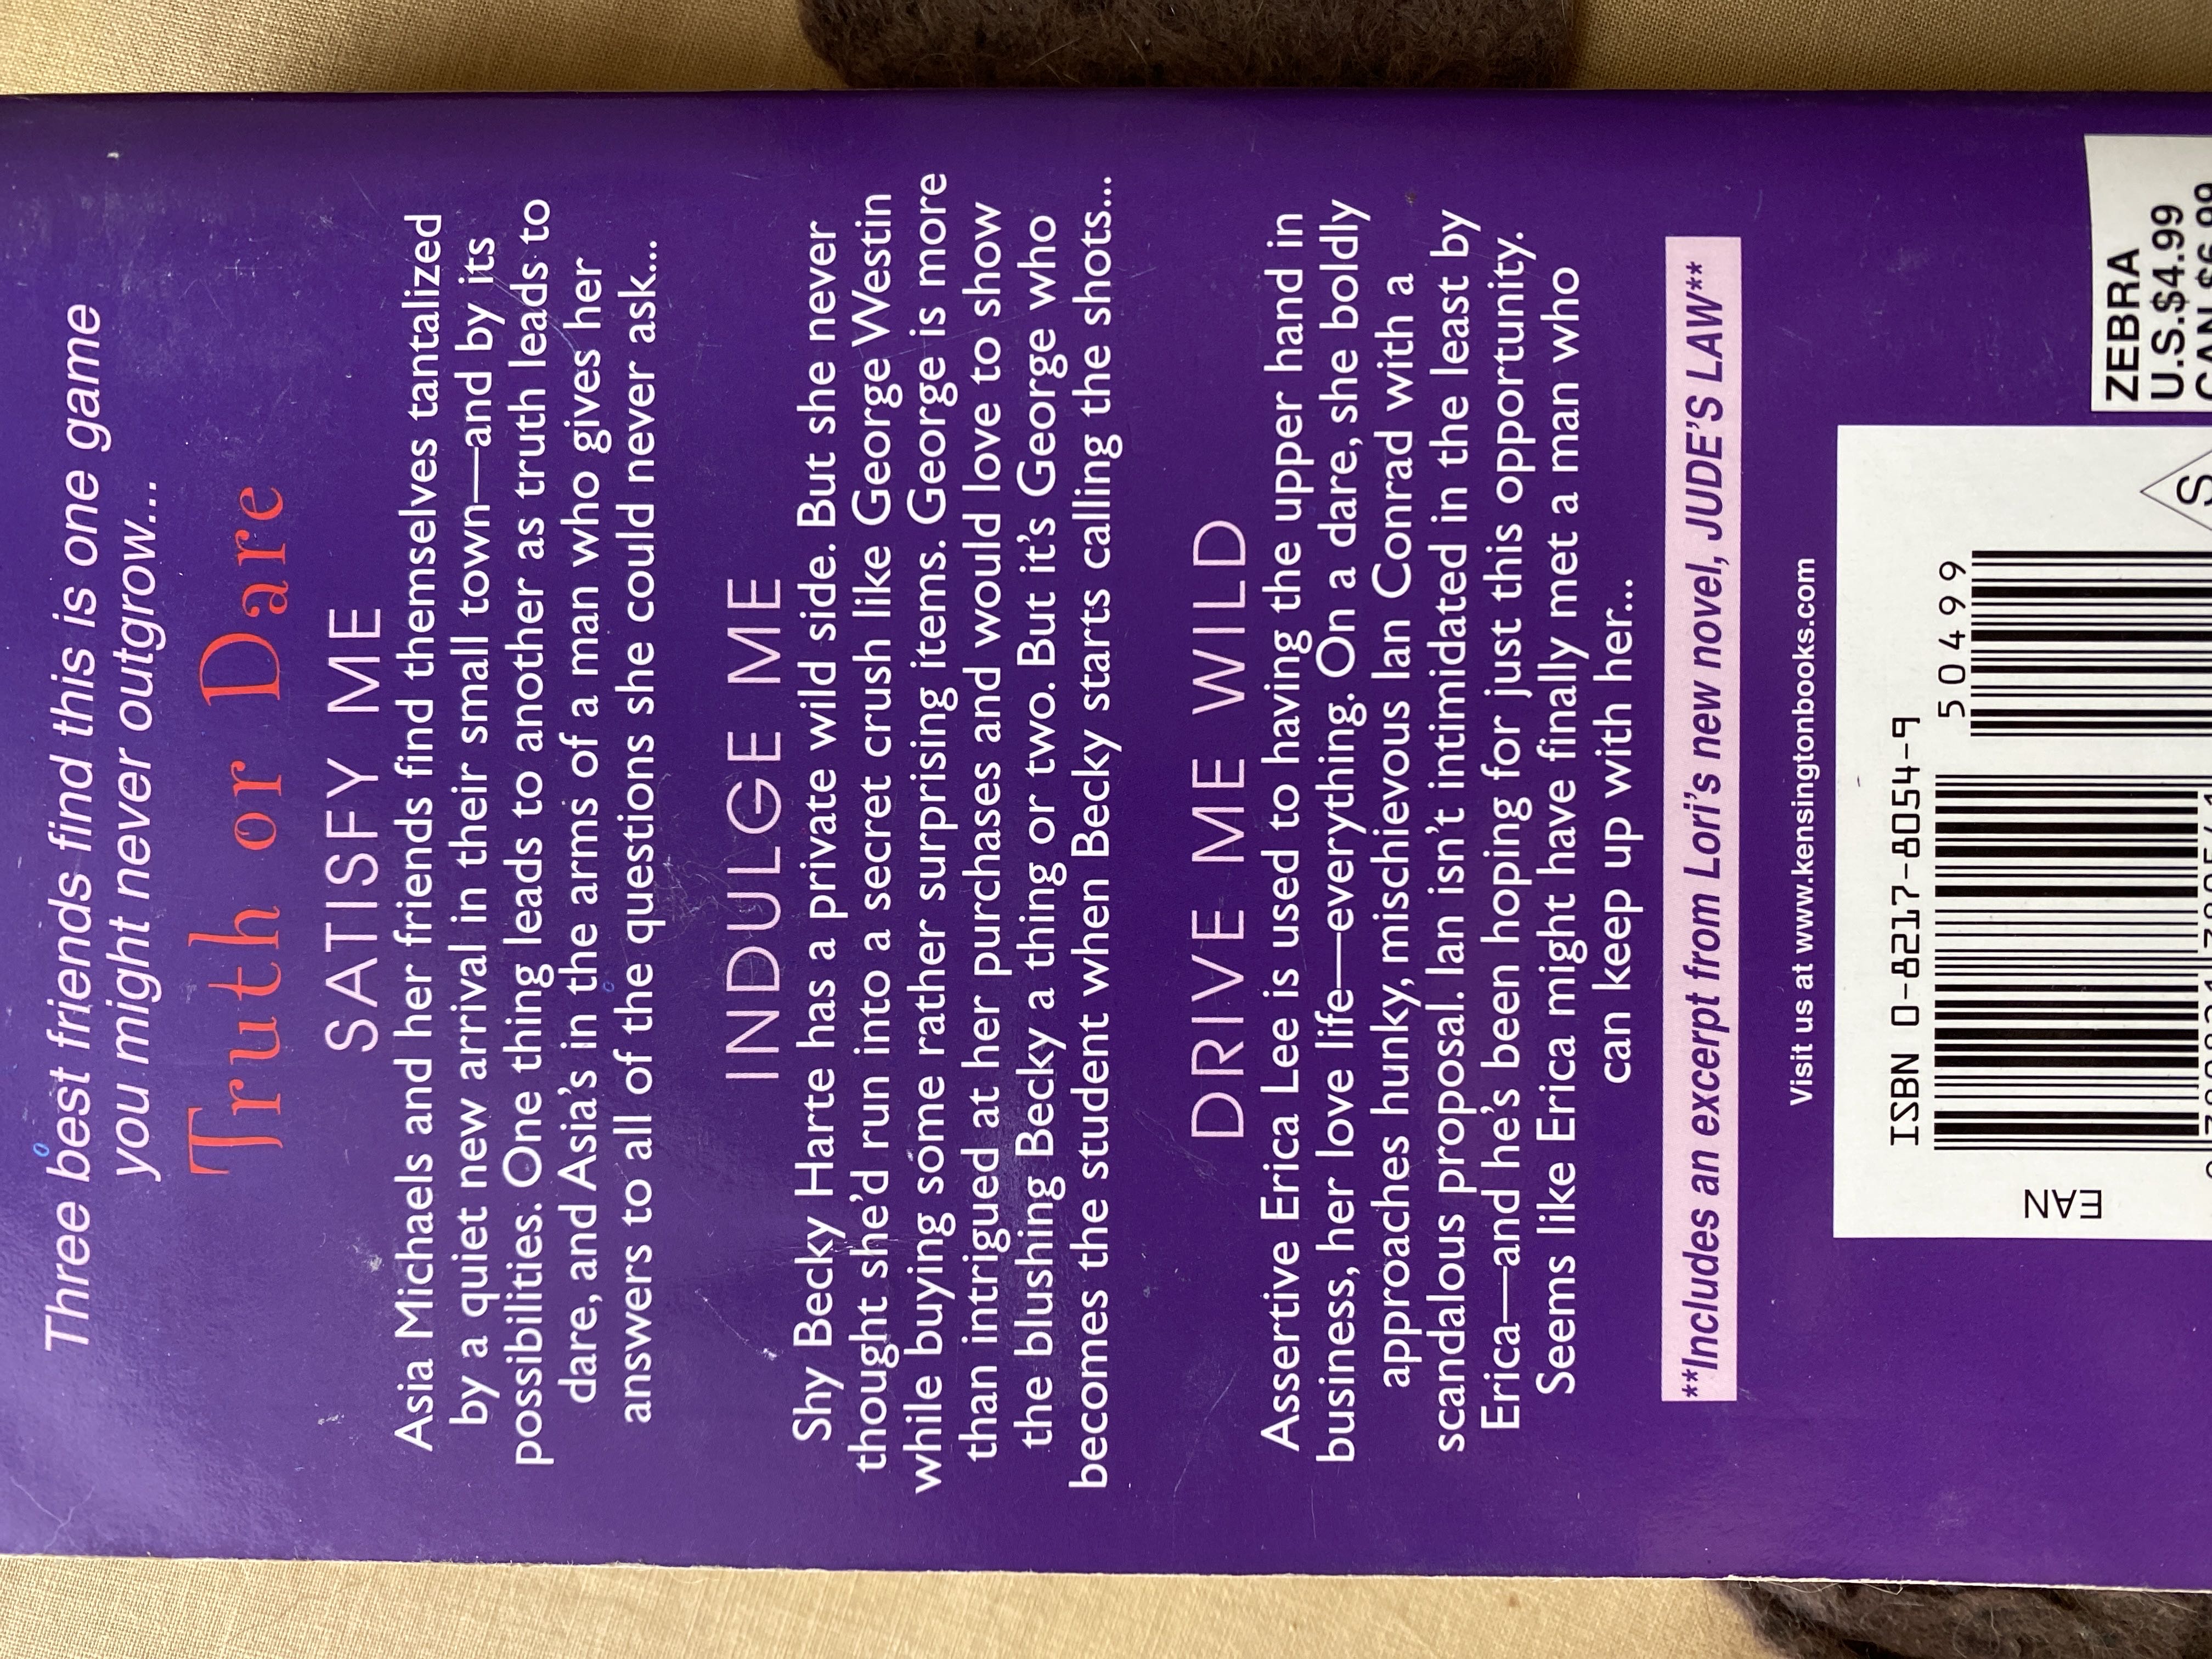 Three best friends find this is one game
you might never outgrow...
Truth or Dare
SATISFY ME
Asia Michaels and her friends find themselves tantalized
by a quiet new arrival in their small town—and by its
possibilities. One thing leads to another as truth leads to
dare, and Asia's in the arms of a man who gives her
answers to all of the questions she could never ask...
INDULGE ME
Shy Becky Harte has a private wild side. But she never
thought she'd run into a secret crush like George Westin
while buying some rather surprising items. George is more
than intrigued at her purchases and would love to show
the blushing Becky a thing or two. But it's George who
becomes the student when Becky starts calling the shots...
DRIVE ME WILD
Assertive Erica Lee is used to having the upper hand in
business, her love life—everything. On a dare, she boldly
approaches hunky, mischievous Ian Conrad with a
scandalous proposal. Ian isn't intimidated in the least by
Erica—and he's been hoping for just this opportunity.
Seems like Erica might have finally met a man who
can keep up with her...
**Includes an excerpt from Lori's new novel, JUDE'S LAW**
Visit us at www.kensingtonbooks.com
ZEBRA
U.S.$4.99
CAN.$6.99
ISBN 0-8217-8054-9
50499
EAN
S